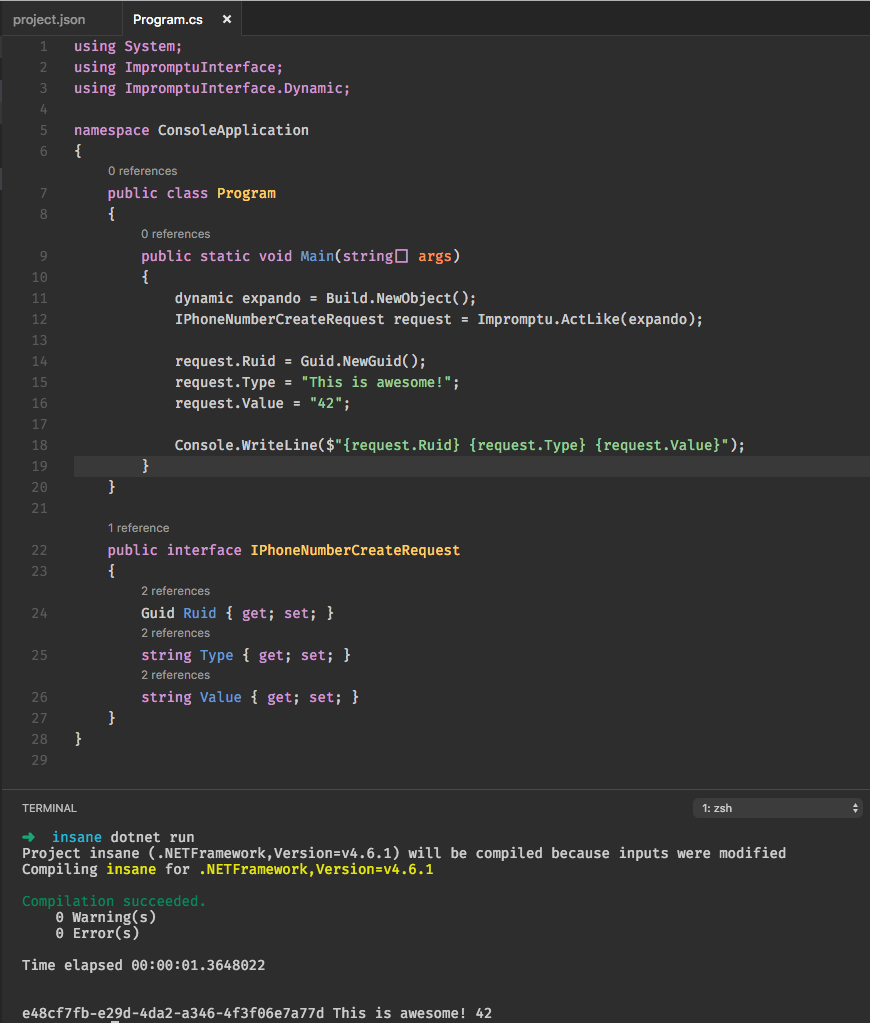 project.json Program.cs ×
1 using System;
2 using ImpromptuInterface;
3 using ImpromptuInterface.Dynamic;
4
5 namespace ConsoleApplication
6 {
0 references
7 public class Program
8 {
0 references
9 public static void Main(string[] args)
10 {
11 dynamic expando = Build.NewObject();
12 IPhoneNumberCreateRequest request = Impromptu.ActLike(expando);
13
14 request.Ruid = Guid.NewGuid();
15 request.Type = "This is awesome!";
16 request.Value = "42";
17
18 Console.WriteLine($"{request.Ruid} {request.Type} {request.Value}");
19 }
20 }
21
1 reference
22 public interface IPhoneNumberCreateRequest
23 {
2 references
24 Guid Ruid { get; set; }
2 references
25 string Type { get; set; }
2 references
26 string Value { get; set; }
27 }
28 }
29
TERMINAL 1: zsh
➜ insane dotnet run
Project insane (.NETFramework,Version=v4.6.1) will be compiled because inputs were modified
Compiling insane for .NETFramework,Version=v4.6.1
Compilation succeeded.
0 Warning(s)
0 Error(s)
Time elapsed 00:00:01.3648022
e48cf7fb-e29d-4da2-a346-4f3f06e7a77d This is awesome! 42